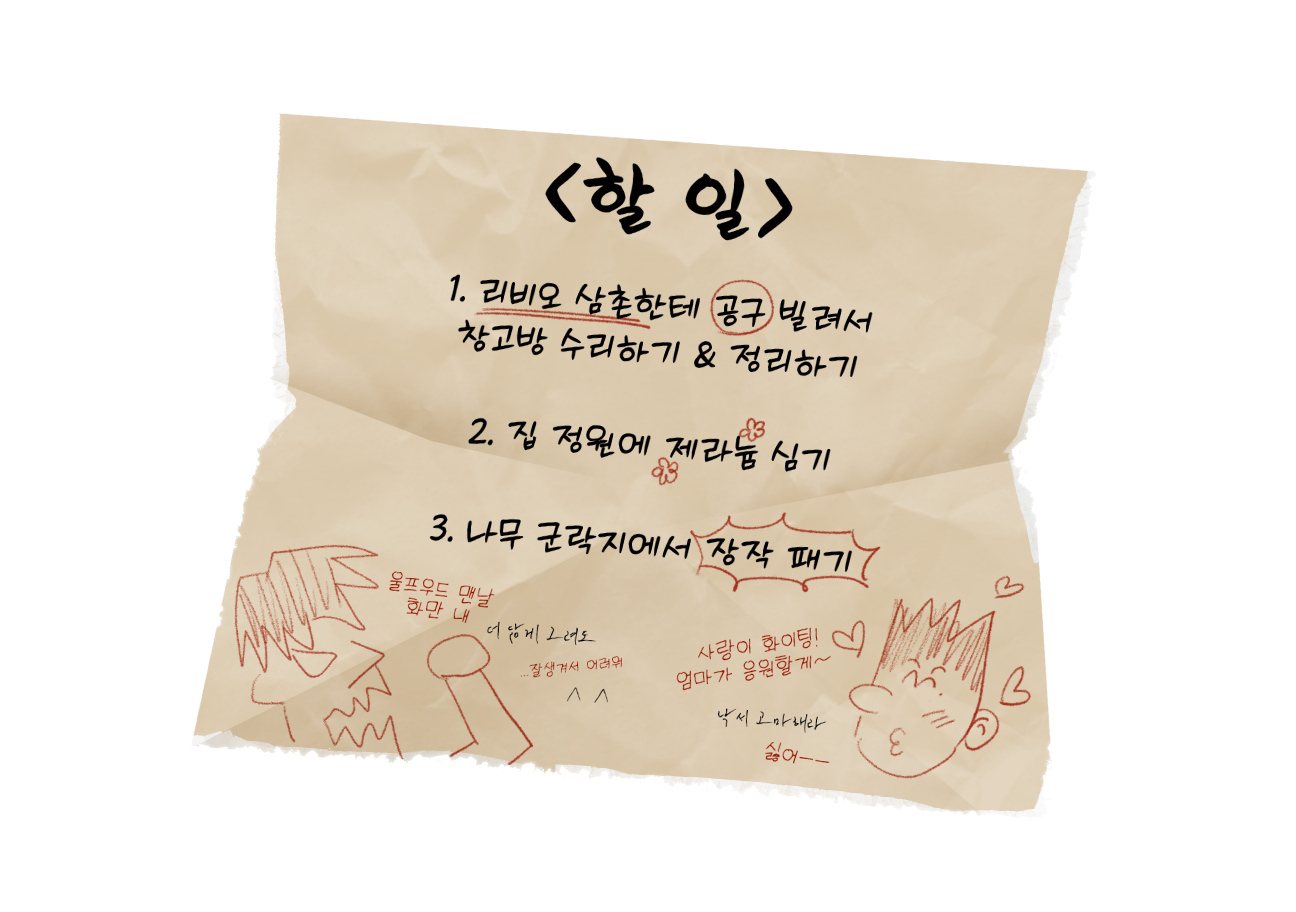 <할 일>
1. 리비오 삼촌한테 공구 빌려서
창고방 수리하기 & 정리하기
2. 집 정원에 제라늄 심기
3. 나무 군락지에서 장작 패기
울프우드 맨날
화만 내
더 닮게 그려도
...잘생겨서 어려워
^ ^
사랑이 화이팅!
엄마가 응원할게~
낙서 고마해라
싫어——